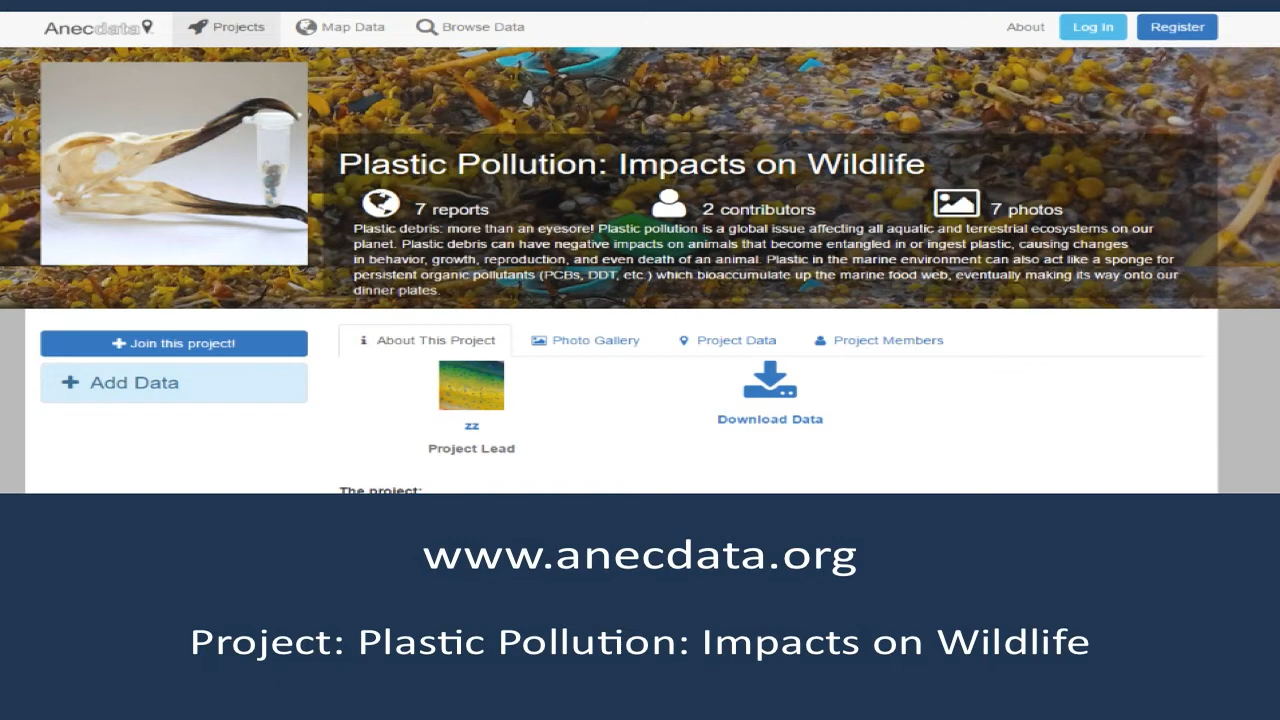 Anecdata Projects Map Data Browse Data About Log In Register
Plastic Pollution: Impacts on Wildlife
7 reports 2 contributors 7 photos
Plastic debris: more than an eyesore! Plastic pollution is a global issue affecting all aquatic and terrestrial ecosystems on our
planet. Plastic debris can have negative impacts on animals that become entangled in or ingest plastic, causing changes
in behavior, growth, reproduction, and even death of an animal. Plastic in the marine environment can also act like a sponge for
persistent organic pollutants (PCBs, DDT, etc.) which bioaccumulate up the marine food web, eventually making its way onto our
dinner plates.
Join this project!
Add Data
About This Project Photo Gallery Project Data Project Members
zz
Project Lead
Download Data
The project:
www.anecdata.org
Project: Plastic Pollution: Impacts on Wildlife